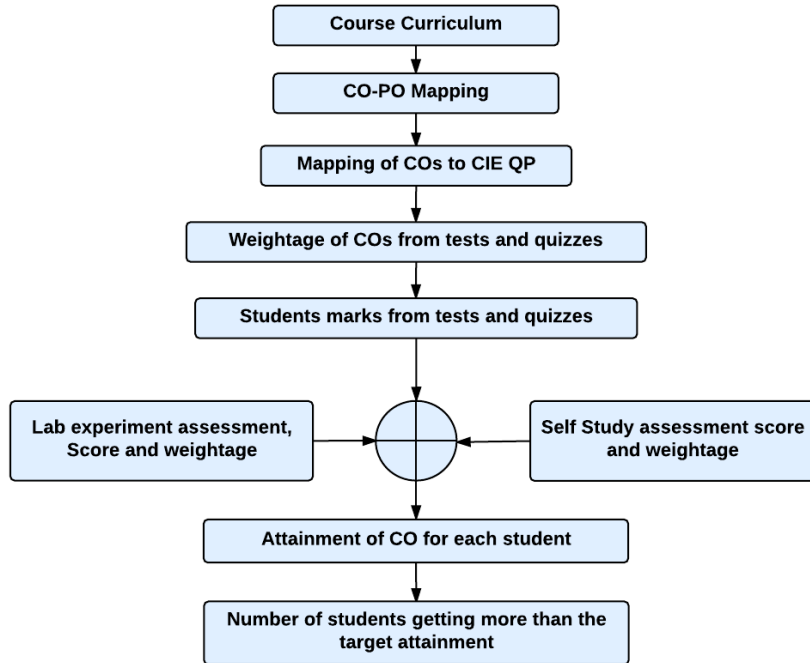 Course Curriculum
CO-PO Mapping
Mapping of COs to CIE QP
Weightage of COs from tests and quizzes
Students marks from tests and quizzes
Lab experiment assessment,
Score and weightage
Self Study assessment score
and weightage
Attainment of CO for each student
Number of students getting more than the
target attainment